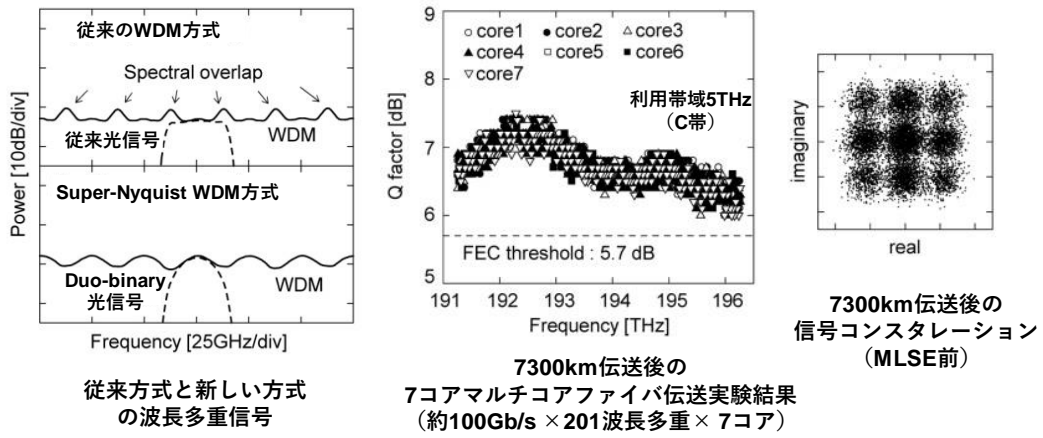 従来のWDM方式
Spectral overlap
従来光信号
WDM
Super-Nyquist WDM方式
Duo-binary
光信号
WDM
Power [10dB/div]
Frequency [25GHz/div]
従来方式と新しい方式
の波長多重信号
9
8
7
6
5
Q factor [dB]
core1 core2 core3
core4 core5 core6
core7
利用帯域5THz
（C帯）
FEC threshold : 5.7 dB
191 192 193 194 195 196
Frequency [THz]
7300km伝送後の
7コアマルチコアファイバ伝送実験結果
（約100Gb/s ×201波長多重× 7コア）
imaginary
real
7300km伝送後の
信号コンスタレーション
（MLSE前）